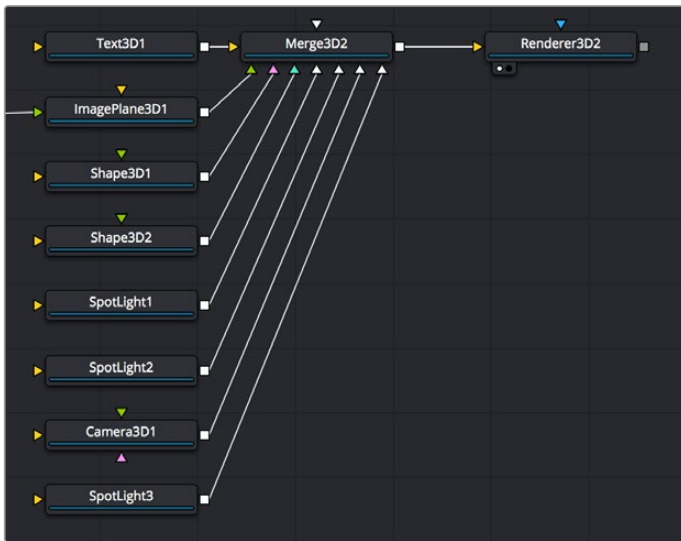 Text3D1
Merge3D2
Renderer3D2
ImagePlane3D1
Shape3D1
Shape3D2
SpotLight1
SpotLight2
Camera3D1
SpotLight3